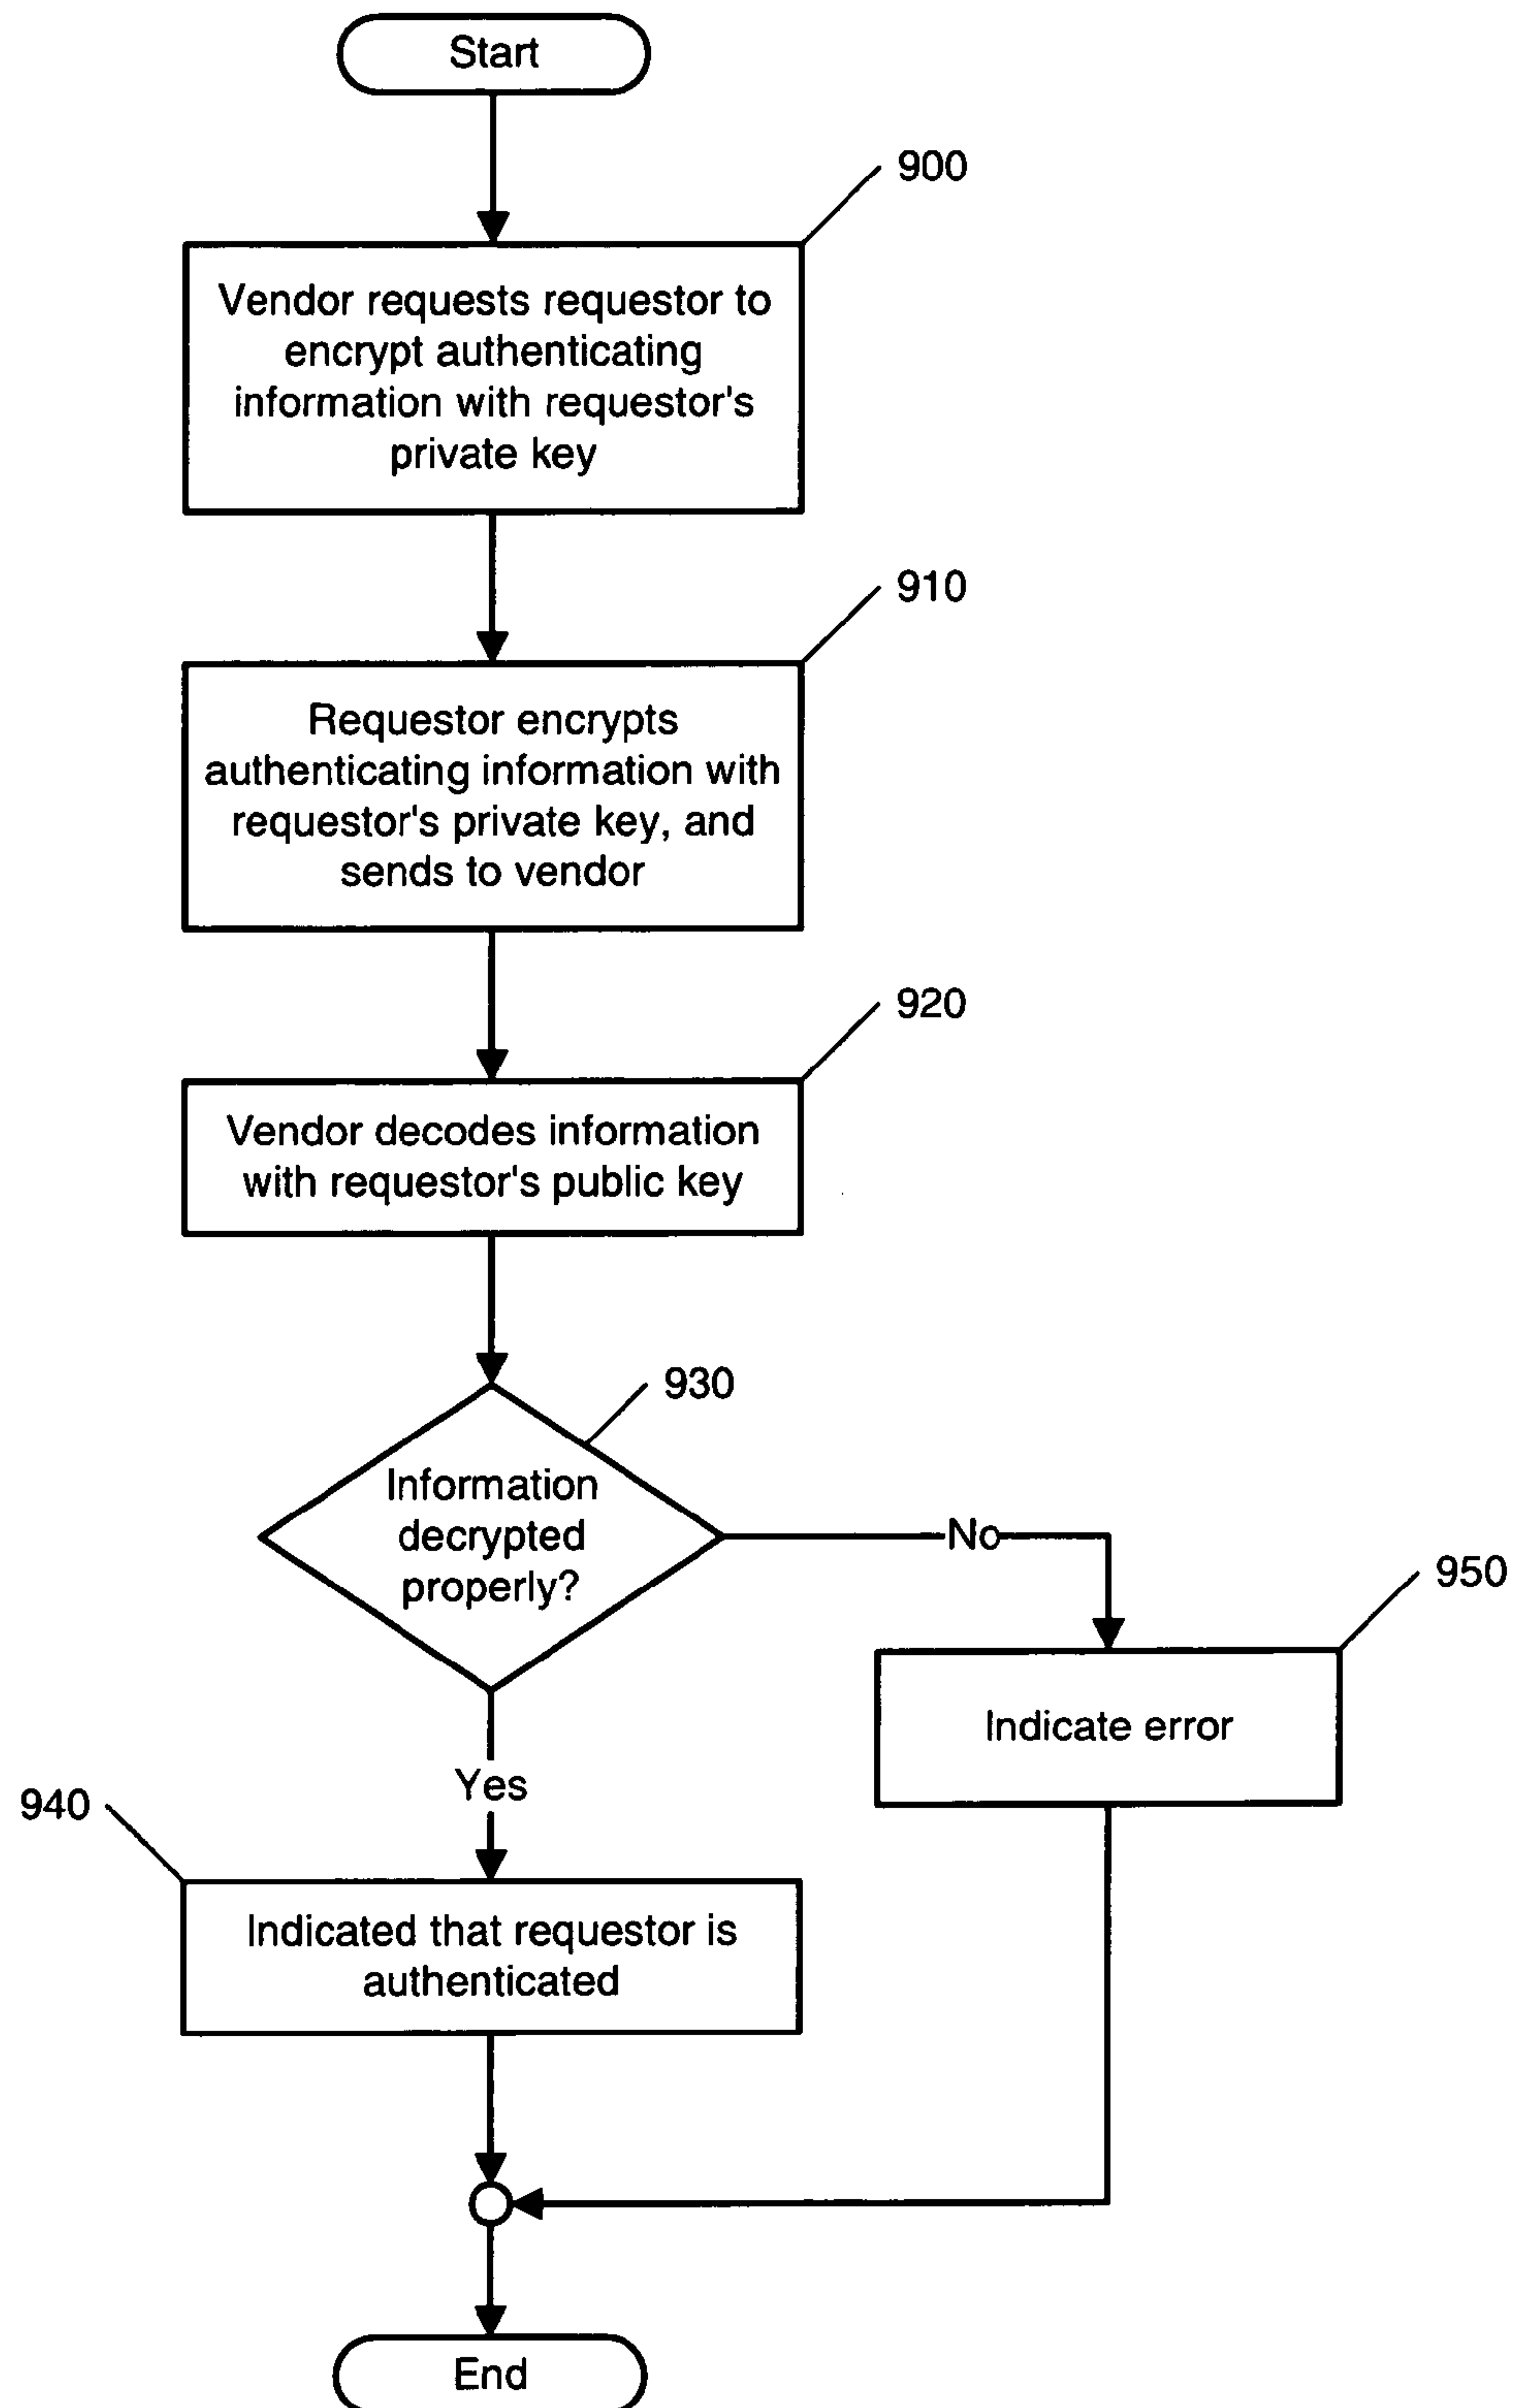 Start
900
Vendor requests requestor to
encrypt authenticating
information with requestor's
private key
910
Requestor encrypts
authenticating information with
requestor's private key, and
sends to vendor
920
Vendor decodes information
with requestor's public key
930
Information
decrypted
properly?
No
950
Indicate error
Yes
940
Indicated that requestor is
authenticated
End